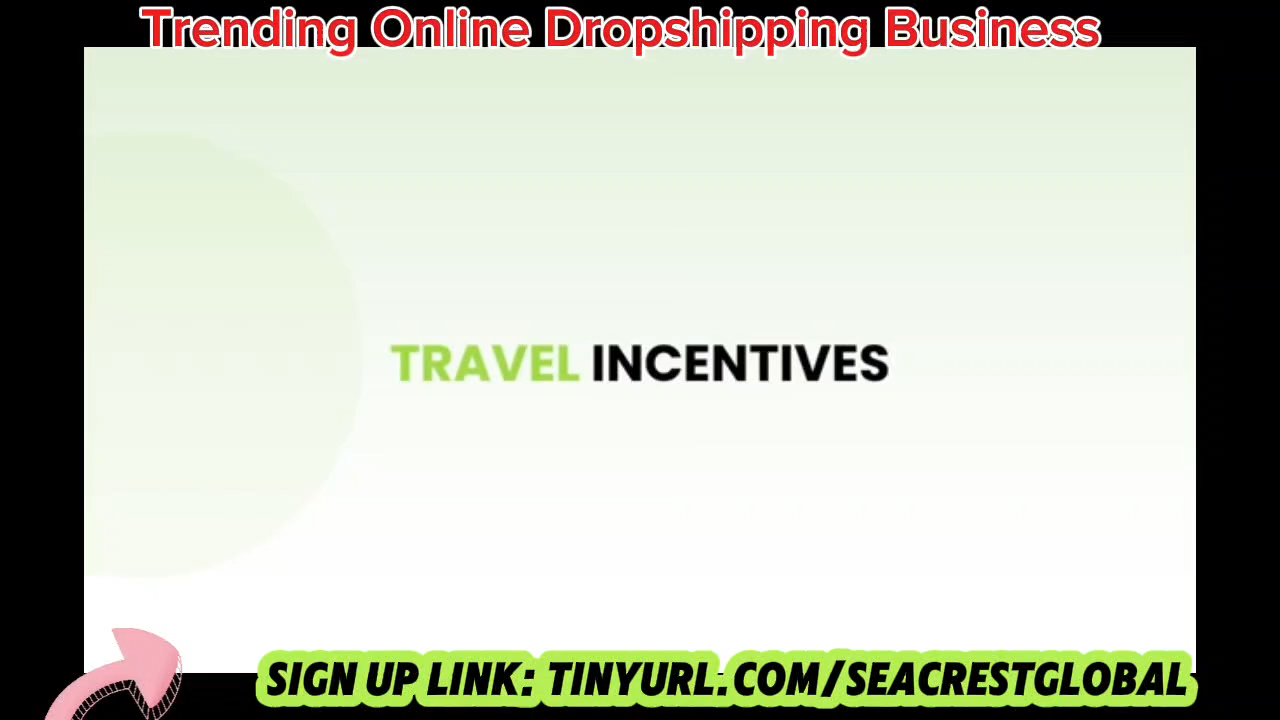 Trending Online Dropshipping Business
TRAVEL INCENTIVES
SIGN UP LINK: TINYURL.COM/SEACRESTGLOBAL